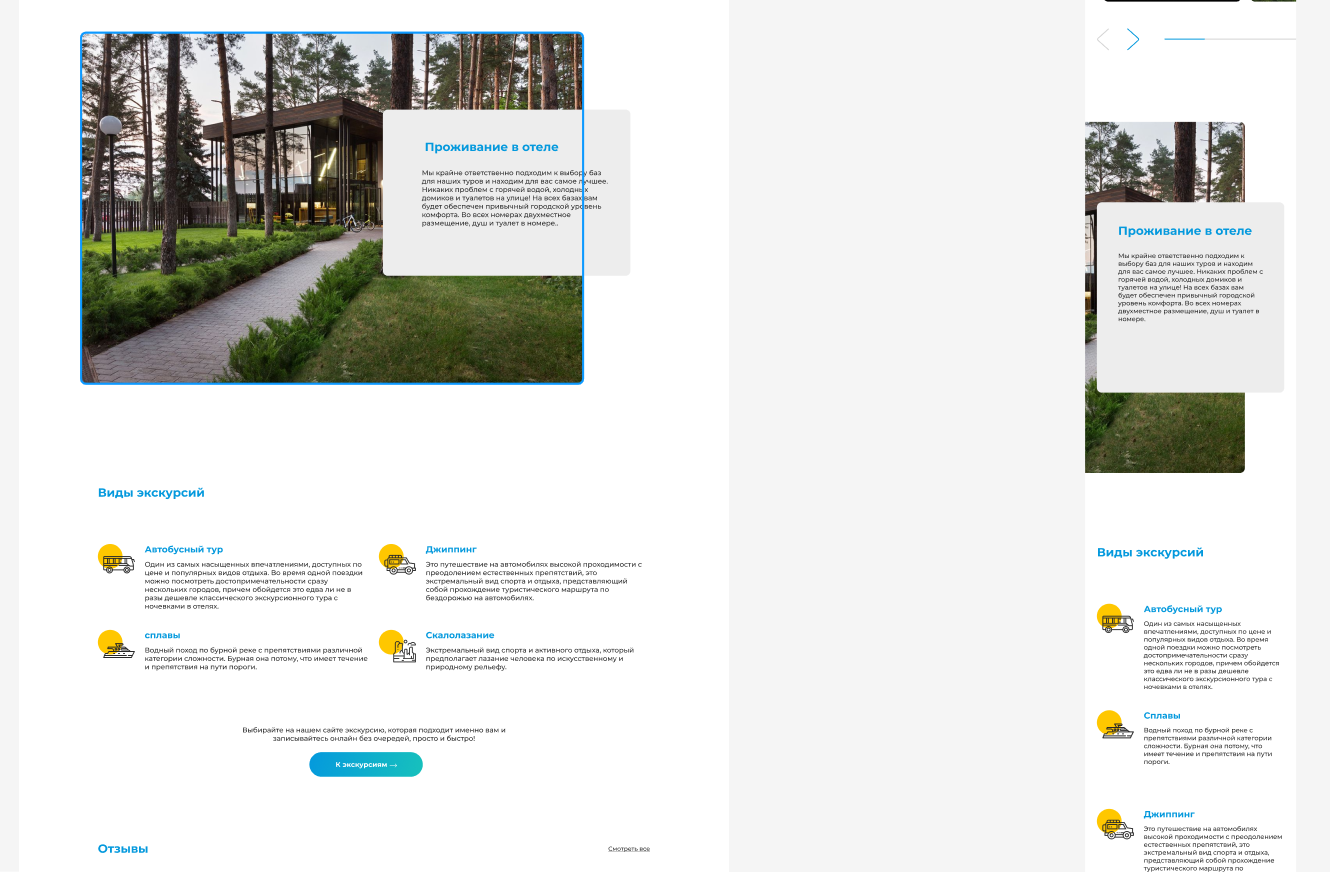 Проживание в отеле
Мы крайне ответственно подходим к выбору баз
для наших туров и находим для вас самое лучшее.
Никаких проблем с горячей водой, холодных
домиков и туалетов на улице! На всех базах вам
будет обеспечен привычный городской уровень
комфорта. Во всех номерах двухместное
размещение, душ и туалет в номере..
Виды экскурсий
Автобусный тур
Один из самых насыщенных впечатлениями, доступных по
цене и популярных видов отдыха. Во время одной поездки
можно посмотреть достопримечательности сразу
нескольких городов, причем обойдется это едва ли не в
разы дешевле классического экскурсионного тура с
ночевками в отелях.
Джиппинг
Это путешествие на автомобилях высокой проходимости с
преодолением естественных препятствий, это
экстремальный вид спорта и отдыха, представляющий
собой прохождение туристического маршрута по
бездорожью на автомобилях.
сплавы
Водный поход по бурной реке с препятствиями различной
категории сложности. Бурная она потому, что имеет течение
и препятствия на пути пороги.
Скалолазание
Экстремальный вид спорта и активного отдыха, который
предполагает лазание человека по искусственному и
природному рельефу.
Выбирайте на нашем сайте экскурсию, которая подходит именно вам и
записывайтесь онлайн без очередей, просто и быстро!
К экскурсиям →
Отзывы
Смотреть все
Проживание в отеле
Мы крайне ответственно подходим к
выбору баз для наших туров и находим
для вас самое лучшее. Никаких проблем с
горячей водой, холодных домиков и
туалетов на улице! На всех базах вам
будет обеспечен привычный городской
уровень комфорта. Во всех номерах
двухместное размещение, душ и туалет в
номере.
Виды экскурсий
Автобусный тур
Один из самых насыщенных
впечатлениями, доступных по цене и
популярных видов отдыха. Во время
одной поездки можно посмотреть
достопримечательности сразу
нескольких городов, причем обойдется
это едва ли не в разы дешевле
классического экскурсионного тура с
ночевками в отелях.
Сплавы
Водный поход по бурной реке с
препятствиями различной категории
сложности. Бурная она потому, что
имеет течение и препятствия на пути
пороги.
Джиппинг
Это путешествие на автомобилях
высокой проходимости с преодолением
естественных препятствий, это
экстремальный вид спорта и отдыха,
представляющий собой прохождение
туристического маршрута по